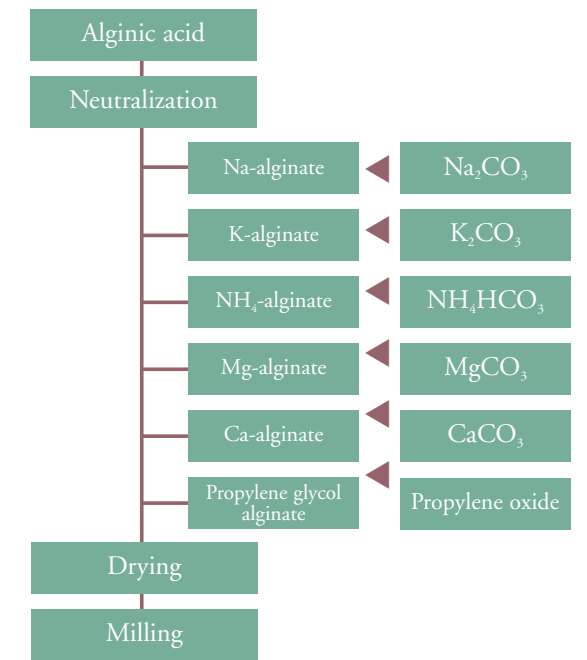 Alginic acid
Neutralization
Na-alginate
Na₂CO₃
K-alginate
K₂CO₃
NH₄-alginate
NH₄HCO₃
Mg-alginate
MgCO₃
Ca-alginate
CaCO₃
Propylene glycol
alginate
Propylene oxide
Drying
Milling